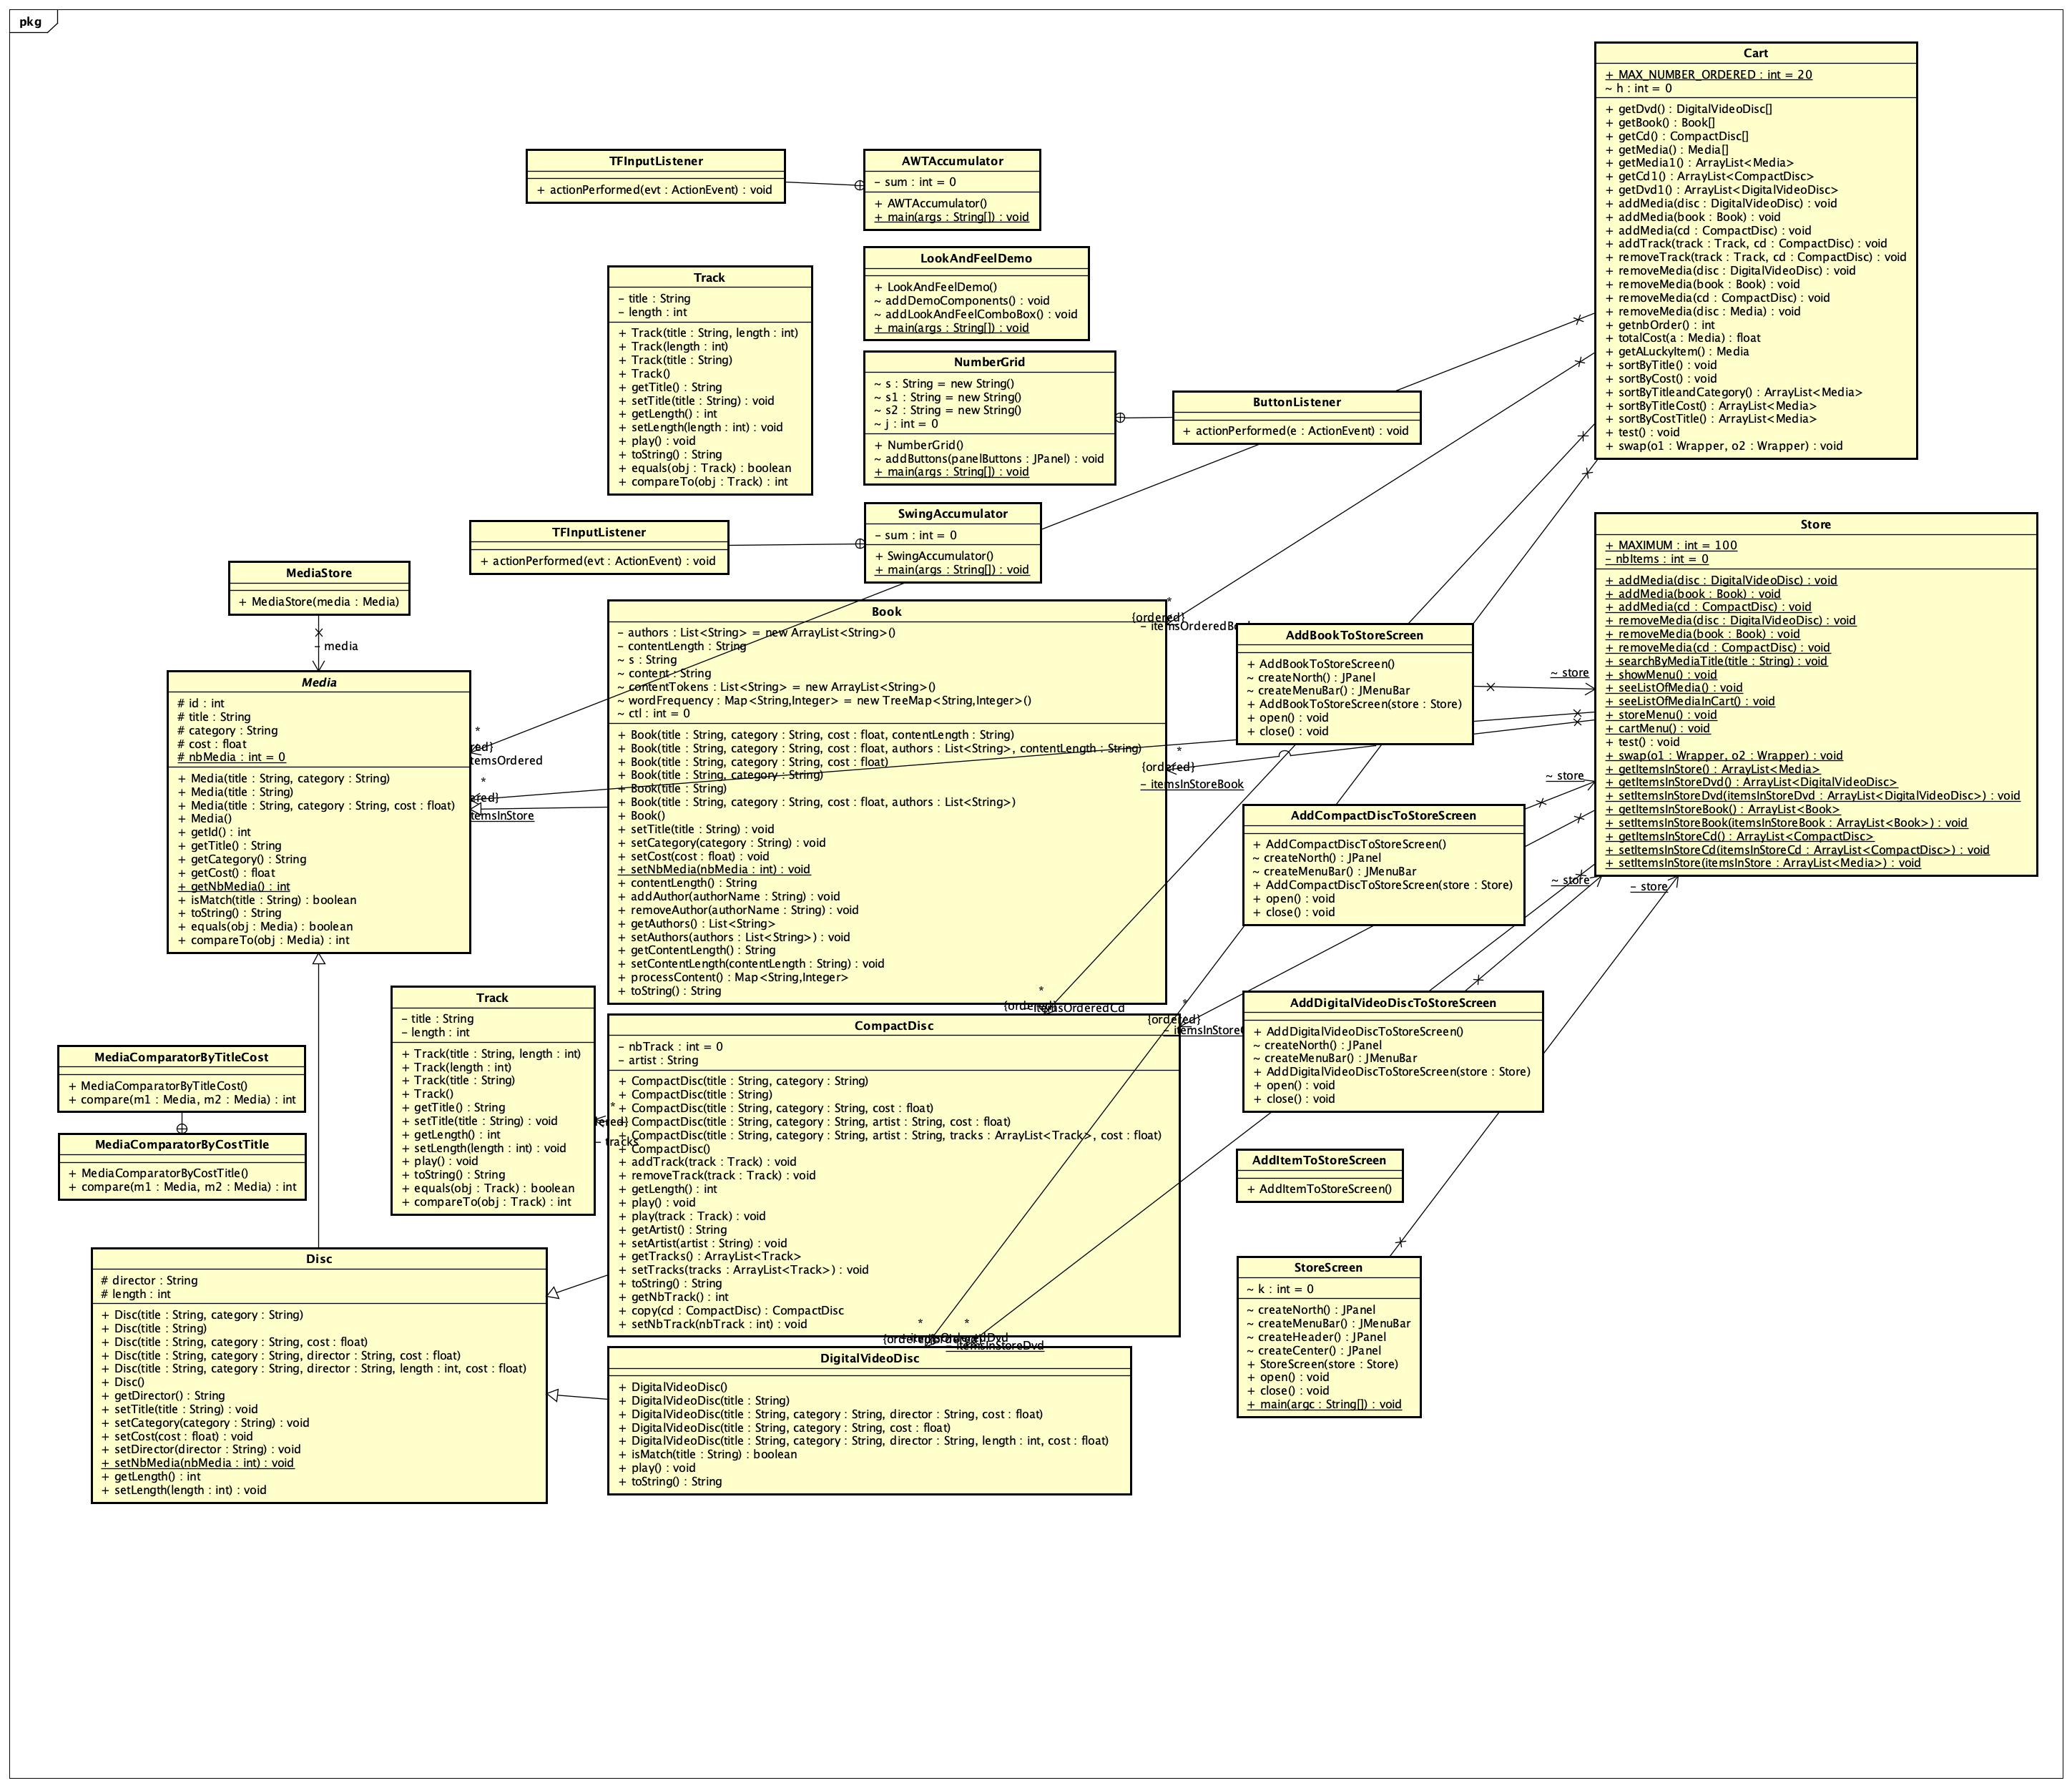 pkg
Cart
+ MAX_NUMBER_ORDERED : int = 20
~ h : int = 0
+ getDvd() : DigitalVideoDisc[]
+ getBook() : Book[]
+ getCd() : CompactDisc[]
+ getMedia() : Media[]
+ getMedia1() : ArrayList<Media>
+ getCd1() : ArrayList<CompactDisc>
+ getDvd1() : ArrayList<DigitalVideoDisc>
+ addMedia(disc : DigitalVideoDisc) : void
+ addMedia(book : Book) : void
+ addMedia(cd : CompactDisc) : void
+ addTrack(track : Track, cd : CompactDisc) : void
+ removeTrack(track : Track, cd : CompactDisc) : void
+ removeMedia(disc : DigitalVideoDisc) : void
+ removeMedia(book : Book) : void
+ removeMedia(cd : CompactDisc) : void
+ removeMedia(disc : Media) : void
+ getnbOrder() : int
+ totalCost(a : Media) : float
+ getALuckyItem() : Media
+ sortByTitle() : void
+ sortByCost() : void
+ sortByTitleandCategory() : ArrayList<Media>
+ sortByTitleCost() : ArrayList<Media>
+ sortByCostTitle() : ArrayList<Media>
+ test() : void
+ swap(o1 : Wrapper, o2 : Wrapper) : void
TFInputListener
+ actionPerformed(evt : ActionEvent) : void
AWTAccumulator
- sum : int = 0
+ AWTAccumulator()
+ main(args : String[]) : void
LookAndFeelDemo
+ LookAndFeelDemo()
~ addDemoComponents() : void
~ addLookAndFeelComboBox() : void
+ main(args : String[]) : void
Track
- title : String
- length : int
+ Track(title : String, length : int)
+ Track(length : int)
+ Track(title : String)
+ Track()
+ getTitle() : String
+ setTitle(title : String) : void
+ getLength() : int
+ setLength(length : int) : void
+ play() : void
+ toString() : String
+ equals(obj : Track) : boolean
+ compareTo(obj : Track) : int
NumberGrid
~ s : String = new String()
~ s1 : String = new String()
~ s2 : String = new String()
~ j : int = 0
+ NumberGrid()
~ addButtons(panelButtons : JPanel) : void
+ main(args : String[]) : void
ButtonListener
+ actionPerformed(e : ActionEvent) : void
TFInputListener
+ actionPerformed(evt : ActionEvent) : void
SwingAccumulator
- sum : int = 0
+ SwingAccumulator()
+ main(args : String[]) : void
Store
+ MAXIMUM : int = 100
- nbItems : int = 0
+ addMedia(disc : DigitalVideoDisc) : void
+ addMedia(book : Book) : void
+ addMedia(cd : CompactDisc) : void
+ removeMedia(disc : DigitalVideoDisc) : void
+ removeMedia(book : Book) : void
+ removeMedia(cd : CompactDisc) : void
+ searchByMediaTitle(title : String) : void
+ showMenu() : void
+ seeListOfMedia() : void
+ seeListOfMediaInCart() : void
+ storeMenu() : void
+ cartMenu() : void
+ test() : void
+ swap(o1 : Wrapper, o2 : Wrapper) : void
+ getItemsInStore() : ArrayList<Media>
+ getItemsInStoreDvd() : ArrayList<DigitalVideoDisc>
+ setItemsInStoreDvd(itemsInStoreDvd : ArrayList<DigitalVideoDisc>) : void
+ getItemsInStoreBook() : ArrayList<Book>
+ setItemsInStoreBook(itemsInStoreBook : ArrayList<Book>) : void
+ getItemsInStoreCd() : ArrayList<CompactDisc>
+ setItemsInStoreCd(itemsInStoreCd : ArrayList<CompactDisc>) : void
+ setItemsInStore(itemsInStore : ArrayList<Media>) : void
MediaStore
+ MediaStore(media : Media)
- media
Media
# id : int
# title : String
# category : String
# cost : float
# nbMedia : int = 0
+ Media(title : String, category : String)
+ Media(title : String)
+ Media(title : String, category : String, cost : float)
+ Media()
+ getId() : int
+ getTitle() : String
+ getCategory() : String
+ getCost() : float
+ getNbMedia() : int
+ isMatch(title : String) : boolean
+ toString() : String
+ equals(obj : Media) : boolean
+ compareTo(obj : Media) : int
*
temsOrdered
*
temsInStore
Book
- authors : List<String> = new ArrayList<String>()
- contentLength : String
~ s : String
~ content : String
~ contentTokens : List<String> = new ArrayList<String>()
~ wordFrequency : Map<String,Integer> = new TreeMap<String,Integer>()
~ ctl : int = 0
+ Book(title : String, category : String, cost : float, contentLength : String)
+ Book(title : String, category : String, cost : float, authors : List<String>, contentLength : String)
+ Book(title : String, category : String, cost : float)
+ Book(title : String, category : String)
+ Book(title : String)
+ Book(title : String, category : String, cost : float, authors : List<String>)
+ Book()
+ setTitle(title : String) : void
+ setCategory(category : String) : void
+ setCost(cost : float) : void
+ setNbMedia(nbMedia : int) : void
+ contentLength() : String
+ addAuthor(authorName : String) : void
+ removeAuthor(authorName : String) : void
+ getAuthors() : List<String>
+ setAuthors(authors : List<String>) : void
+ getContentLength() : String
+ setContentLength(contentLength : String) : void
+ processContent() : Map<String,Integer>
+ toString() : String
*
{ordered}
- itemsOrderedBo
*
{ordered}
- itemsInStoreBook
AddBookToStoreScreen
+ AddBookToStoreScreen()
~ createNorth() : JPanel
~ createMenuBar() : JMenuBar
+ AddBookToStoreScreen(store : Store)
+ open() : void
+ close() : void
~ store
AddCompactDiscToStoreScreen
+ AddCompactDiscToStoreScreen()
~ createNorth() : JPanel
~ createMenuBar() : JMenuBar
+ AddCompactDiscToStoreScreen(store : Store)
+ open() : void
+ close() : void
~ store
~ store
- store
AddDigitalVideoDiscToStoreScreen
+ AddDigitalVideoDiscToStoreScreen()
~ createNorth() : JPanel
~ createMenuBar() : JMenuBar
+ AddDigitalVideoDiscToStoreScreen(store : Store)
+ open() : void
+ close() : void
*
{ordered}
- itemsOrderedCd
*
{ordered}
- itemsInStore
Track
- title : String
- length : int
+ Track(title : String, length : int)
+ Track(length : int)
+ Track(title : String)
+ Track()
+ getTitle() : String
+ setTitle(title : String) : void
+ getLength() : int
+ setLength(length : int) : void
+ play() : void
+ toString() : String
+ equals(obj : Track) : boolean
+ compareTo(obj : Track) : int
*
- tracks
CompactDisc
- nbTrack : int = 0
- artist : String
+ CompactDisc(title : String, category : String)
+ CompactDisc(title : String)
+ CompactDisc(title : String, category : String, cost : float)
CompactDisc(title : String, category : String, artist : String, cost : float)
+ CompactDisc(title : String, category : String, artist : String, tracks : ArrayList<Track>, cost : float)
+ CompactDisc()
+ addTrack(track : Track) : void
+ removeTrack(track : Track) : void
+ getLength() : int
+ play() : void
+ play(track : Track) : void
+ getArtist() : String
+ setArtist(artist : String) : void
+ getTracks() : ArrayList<Track>
+ setTracks(tracks : ArrayList<Track>) : void
+ toString() : String
+ getNbTrack() : int
+ copy(cd : CompactDisc) : CompactDisc
+ setNbTrack(nbTrack : int) : void
MediaComparatorByTitleCost
+ MediaComparatorByTitleCost()
+ compare(m1 : Media, m2 : Media) : int
MediaComparatorByCostTitle
+ MediaComparatorByCostTitle()
+ compare(m1 : Media, m2 : Media) : int
AddItemToStoreScreen
+ AddItemToStoreScreen()
Disc
# director : String
# length : int
+ Disc(title : String, category : String)
+ Disc(title : String)
+ Disc(title : String, category : String, cost : float)
+ Disc(title : String, category : String, director : String, cost : float)
+ Disc(title : String, category : String, director : String, length : int, cost : float)
+ Disc()
+ getDirector() : String
+ setTitle(title : String) : void
+ setCategory(category : String) : void
+ setCost(cost : float) : void
+ setDirector(director : String) : void
+ setNbMedia(nbMedia : int) : void
+ getLength() : int
+ setLength(length : int) : void
*
*
- itemsInStoreDvd
DigitalVideoDisc
+ DigitalVideoDisc()
+ DigitalVideoDisc(title : String)
+ DigitalVideoDisc(title : String, category : String, director : String, cost : float)
+ DigitalVideoDisc(title : String, category : String, cost : float)
+ DigitalVideoDisc(title : String, category : String, director : String, length : int, cost : float)
+ isMatch(title : String) : boolean
+ play() : void
+ toString() : String
StoreScreen
~ k : int = 0
~ createNorth() : JPanel
~ createMenuBar() : JMenuBar
~ createHeader() : JPanel
~ createCenter() : JPanel
+ StoreScreen(store : Store)
+ open() : void
+ close() : void
+ main(argc : String[]) : void